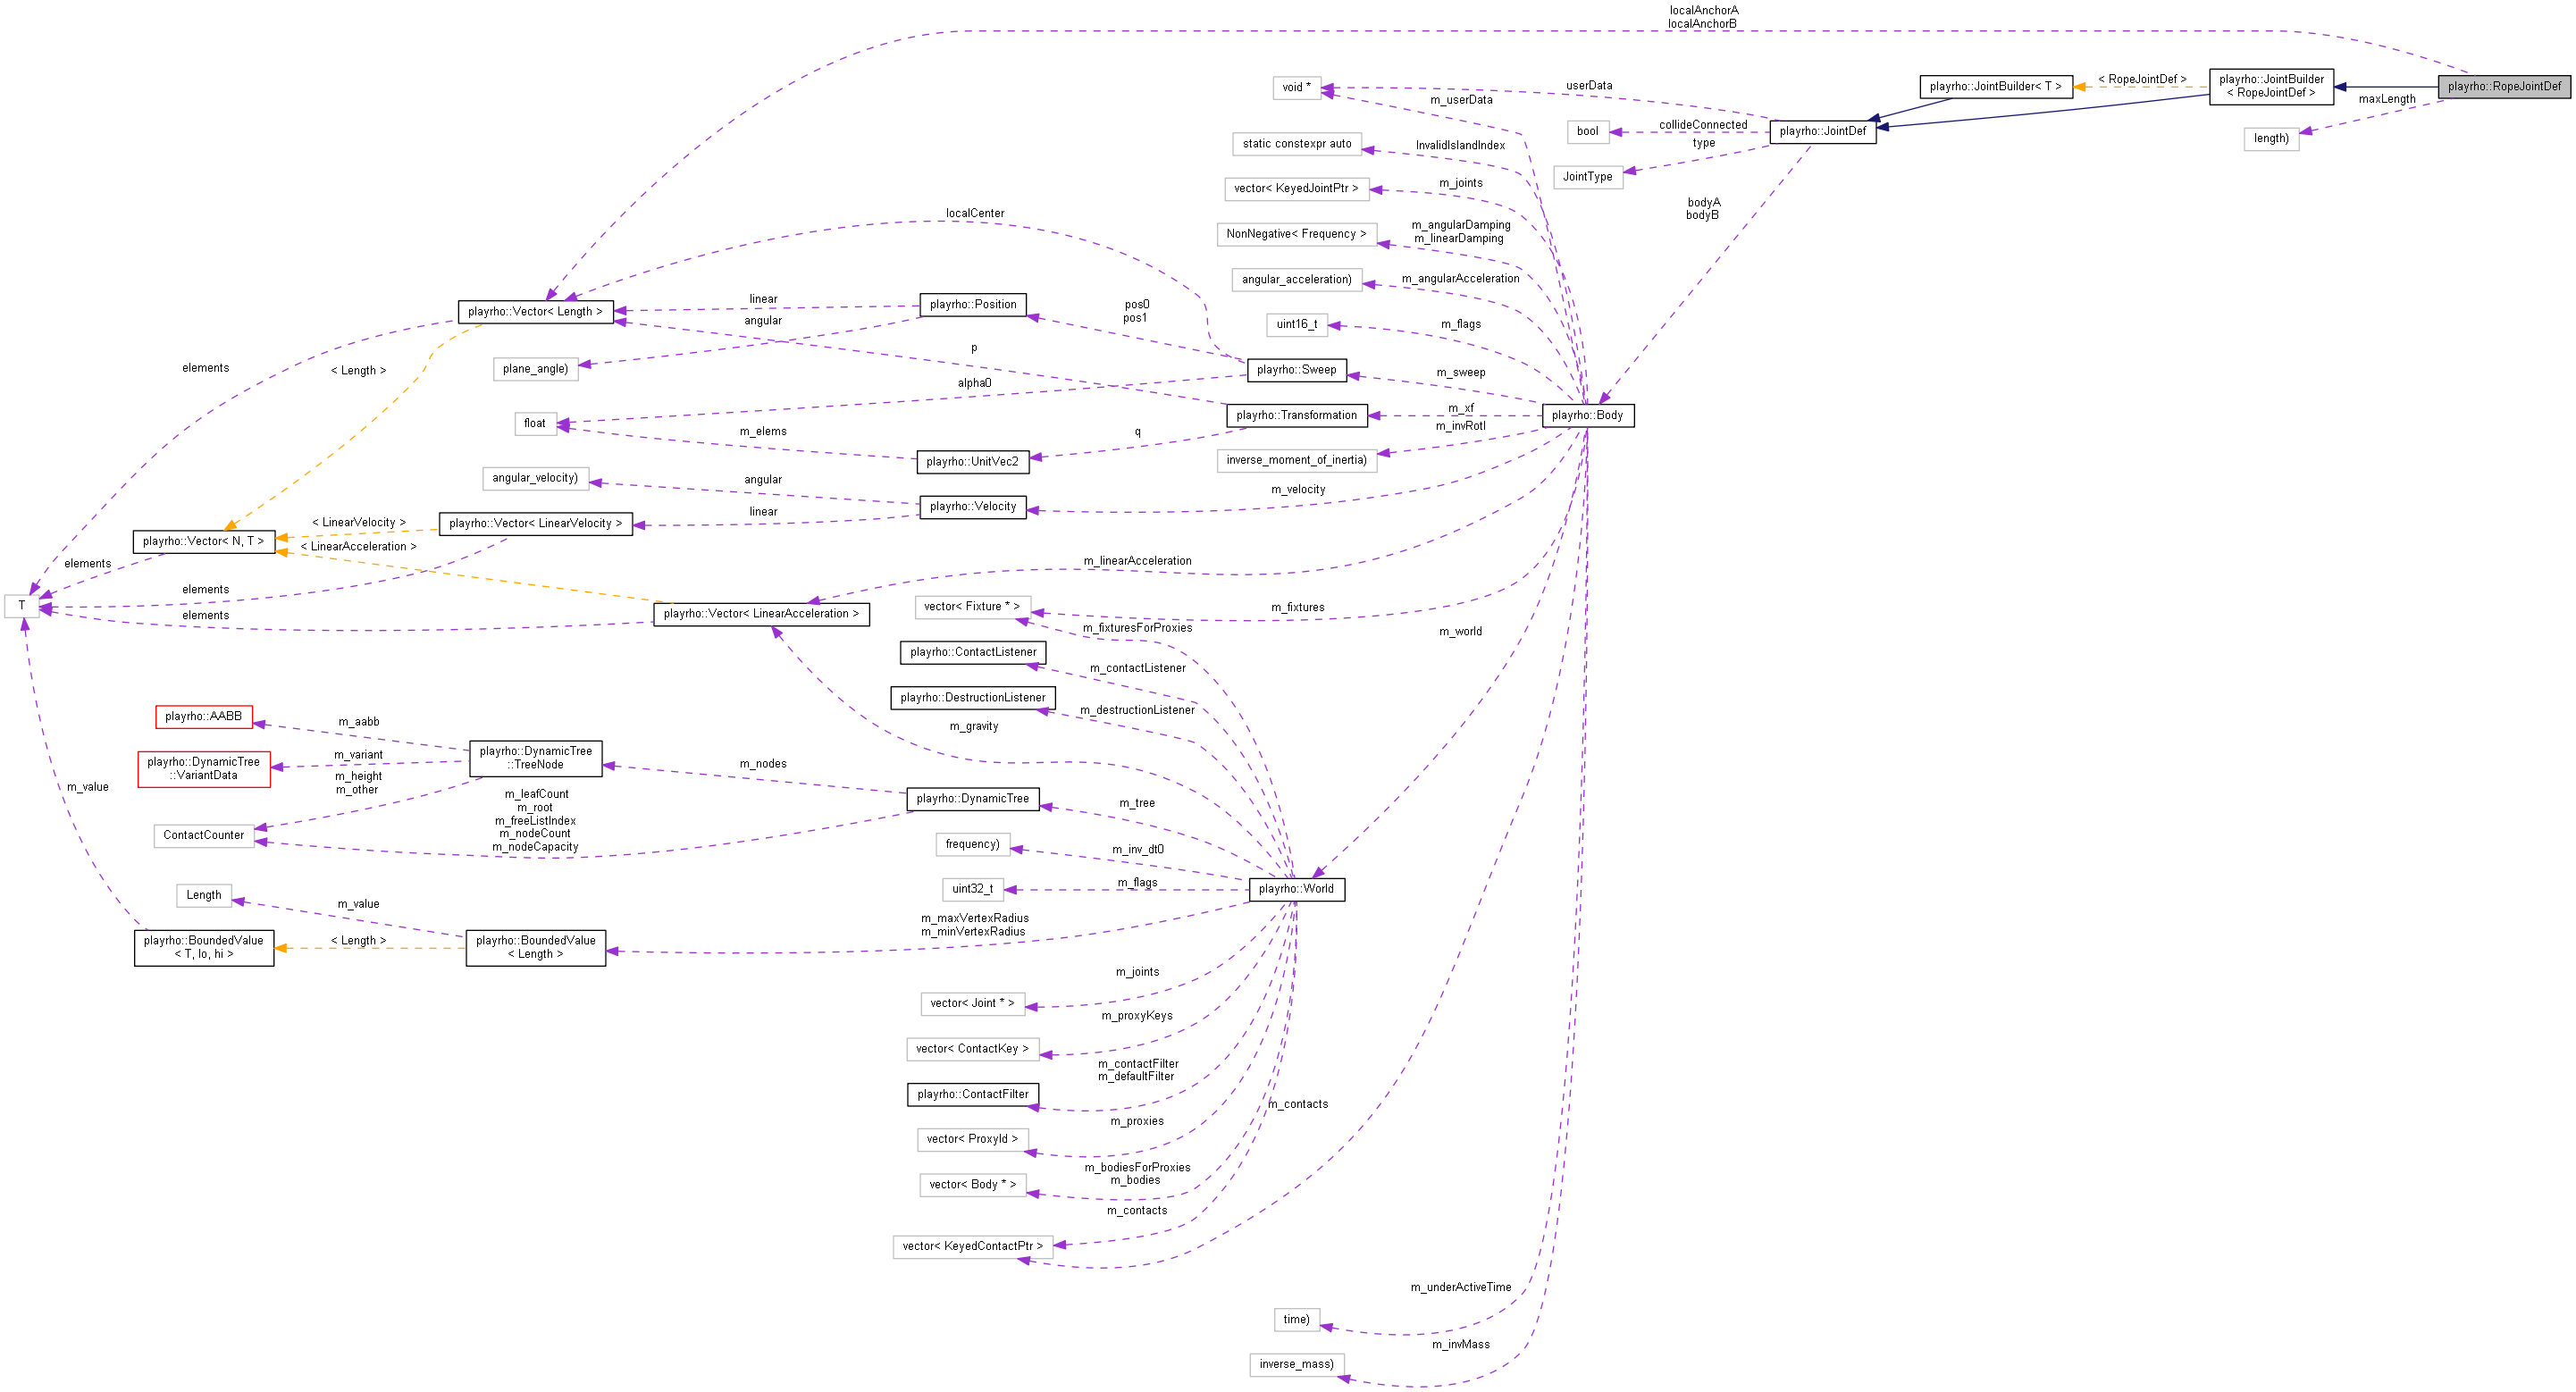 localAnchorA
localAnchorB
void *
userData
m_userData
playrho::JointBuilder< T >
< RopeJointDef >
playrho::JointBuilder
< RopeJointDef >
playrho::RopeJointDef
maxLength
length)
bool
collideConnected
playrho::JointDef
static constexpr auto
InvalidIslandIndex
type
JointType
vector< KeyedJointPtr >
m_joints
bodyA
bodyB
localCenter
NonNegative< Frequency >
m_angularDamping
m_linearDamping
angular_acceleration)
m_angularAcceleration
playrho::Vector< Length >
linear
angular
playrho::Position
pos0
pos1
uint16_t
m_flags
elements
< Length >
plane_angle)
p
alpha0
playrho::Sweep
m_sweep
float
m_elems
q
playrho::Transformation
m_xf
m_invRotI
playrho::Body
playrho::UnitVec2
inverse_moment_of_inertia)
angular_velocity)
angular
linear
playrho::Velocity
m_velocity
playrho::Vector< N, T >
< LinearVelocity >
< LinearAcceleration >
playrho::Vector< LinearVelocity >
elements
m_linearAcceleration
T
elements
elements
playrho::Vector< LinearAcceleration >
vector< Fixture * >
m_fixtures
m_fixturesForProxies
m_world
playrho::ContactListener
m_contactListener
playrho::DestructionListener
m_destructionListener
m_gravity
playrho::AABB
m_aabb
playrho::DynamicTree
::VariantData
m_variant
m_height
m_other
playrho::DynamicTree
::TreeNode
m_nodes
m_value
m_leafCount
m_root
m_freeListIndex
m_nodeCount
m_nodeCapacity
playrho::DynamicTree
m_tree
ContactCounter
frequency)
m_inv_dt0
Length
m_value
uint32_t
m_flags
playrho::World
playrho::BoundedValue
< T, lo, hi >
< Length >
playrho::BoundedValue
< Length >
m_maxVertexRadius
m_minVertexRadius
vector< Joint * >
m_joints
m_proxyKeys
vector< ContactKey >
m_contactFilter
m_defaultFilter
playrho::ContactFilter
m_contacts
m_proxies
vector< ProxyId >
m_bodiesForProxies
m_bodies
vector< Body * >
m_contacts
vector< KeyedContactPtr >
m_underActiveTime
time)
m_invMass
inverse_mass)